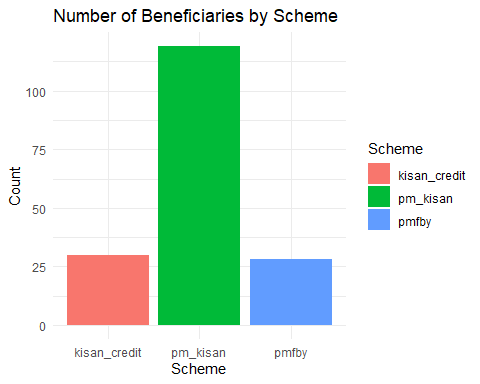 Number of Beneficiaries by Scheme
100
75
50
25
0
Count
kisan_credit
pm_kisan
pmfby
Scheme
Scheme
kisan_credit
pm_kisan
pmfby